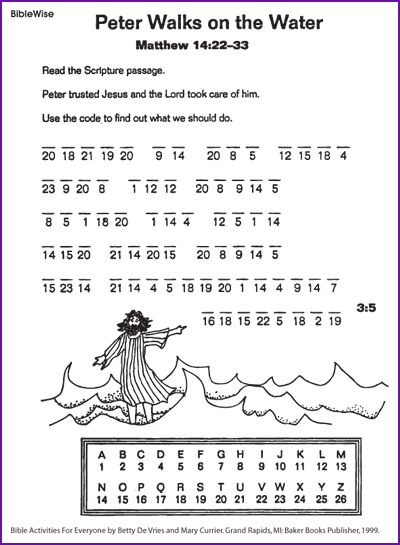 BibleWise
Peter Walks on the Water
Matthew 14:22–33
Read the Scripture passage.
Peter trusted Jesus and the Lord took care of him.
Use the code to find out what we should do.
20 18 21 19 20 9 14 20 8 5 12 15 18 4
23 9 20 8 1 12 12 20 8 9 14 5
8 5 1 18 20 1 14 4 12 5 1 14
14 15 20 21 14 20 15 20 8 9 14 5
15 23 14 21 14 4 5 18 19 20 1 14 4 9 14 7
3:5
16 18 15 22 5 18 2 19
A B C D E F G H I J K L M
1 2 3 4 5 6 7 8 9 10 11 12 13
N O P Q R S T U V W X Y Z
14 15 16 17 18 19 20 21 22 23 24 25 26
Bible Activities For Everyone by Betty De Vries and Mary Currier. Grand Rapids, MI: Baker Books Publisher, 1999.